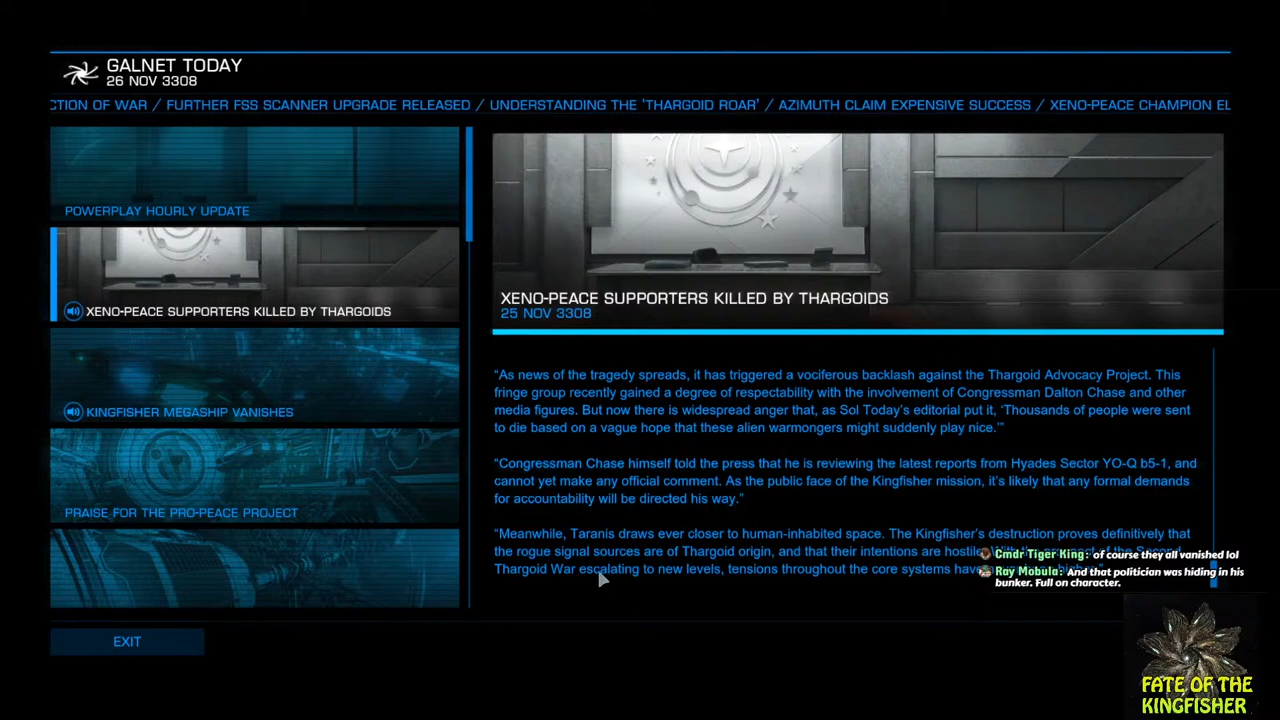 GALNET TODAY
26 NOV 3308
CTION OF WAR / FURTHER FSS SCANNER UPGRADE RELEASED / UNDERSTANDING THE 'THARGOID ROAR' / AZIMUTH CLAIM EXPENSIVE SUCCESS / XENO-PEACE CHAMPION EL
POWERPLAY HOURLY UPDATE
XENO-PEACE SUPPORTERS KILLED BY THARGOIDS
KINGFISHER MEGASHIP VANISHES
PRAISE FOR THE PRO-PEACE PROJECT
EXIT
XENO-PEACE SUPPORTERS KILLED BY THARGOIDS
25 NOV 3308
“As news of the tragedy spreads, it has triggered a vociferous backlash against the Thargoid Advocacy Project. This
fringe group recently gained a degree of respectability with the involvement of Congressman Dalton Chase and other
media figures. But now there is widespread anger that, as Sol Today's editorial put it, ‘Thousands of people were sent
to die based on a vague hope that these alien warmongers might suddenly play nice.’”
“Congressman Chase himself told the press that he is reviewing the latest reports from Hyades Sector YO-Q b5-1, and
cannot yet make any official comment. As the public face of the Kingfisher mission, it's likely that any formal demands
for accountability will be directed his way.”
“Meanwhile, Taranis draws ever closer to human-inhabited space. The Kingfisher's destruction proves definitively that
the rogue signal sources are of Thargoid origin, and that their intentions are hostile. of the Second
Thargoid War escalating to new levels, tensions throughout the core systems have
Cmdr Tiger King: of course they all vanished lol
Ray Mobula: And that politician was hiding in his
bunker. Full on character.
FATE OF THE
KINGFISHER